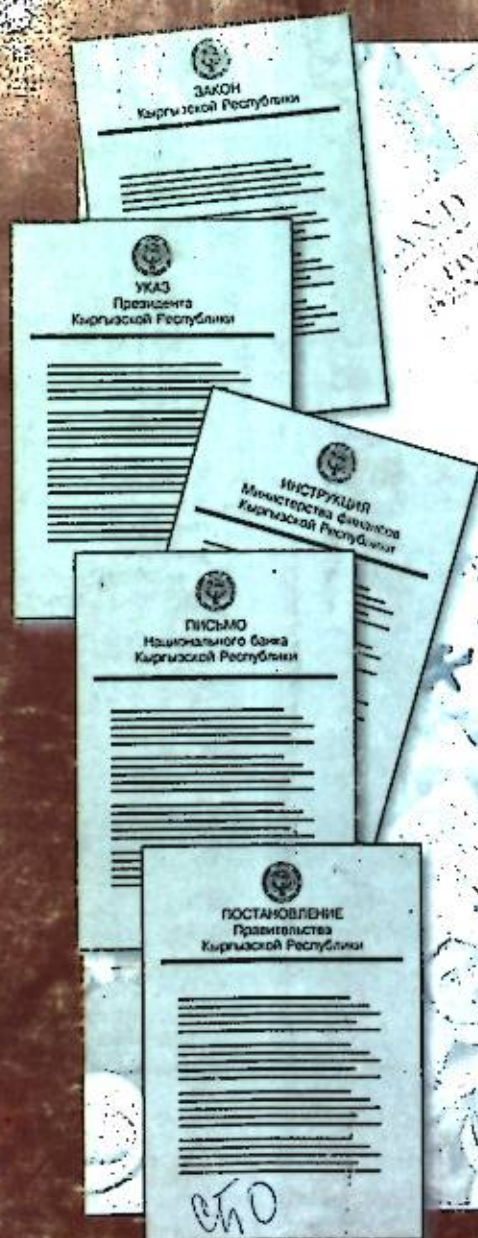 ЗАКОН
Кыргызской Республики
УКАЗ
Президента
Кыргызской Республики
ИНСТРУКЦИЯ
Министерства финансов
Кыргызской Республики
ПИСЬМО
Национального банка
Кыргызской Республики
ПОСТАНОВЛЕНИЕ
Правительства
Кыргызской Республики